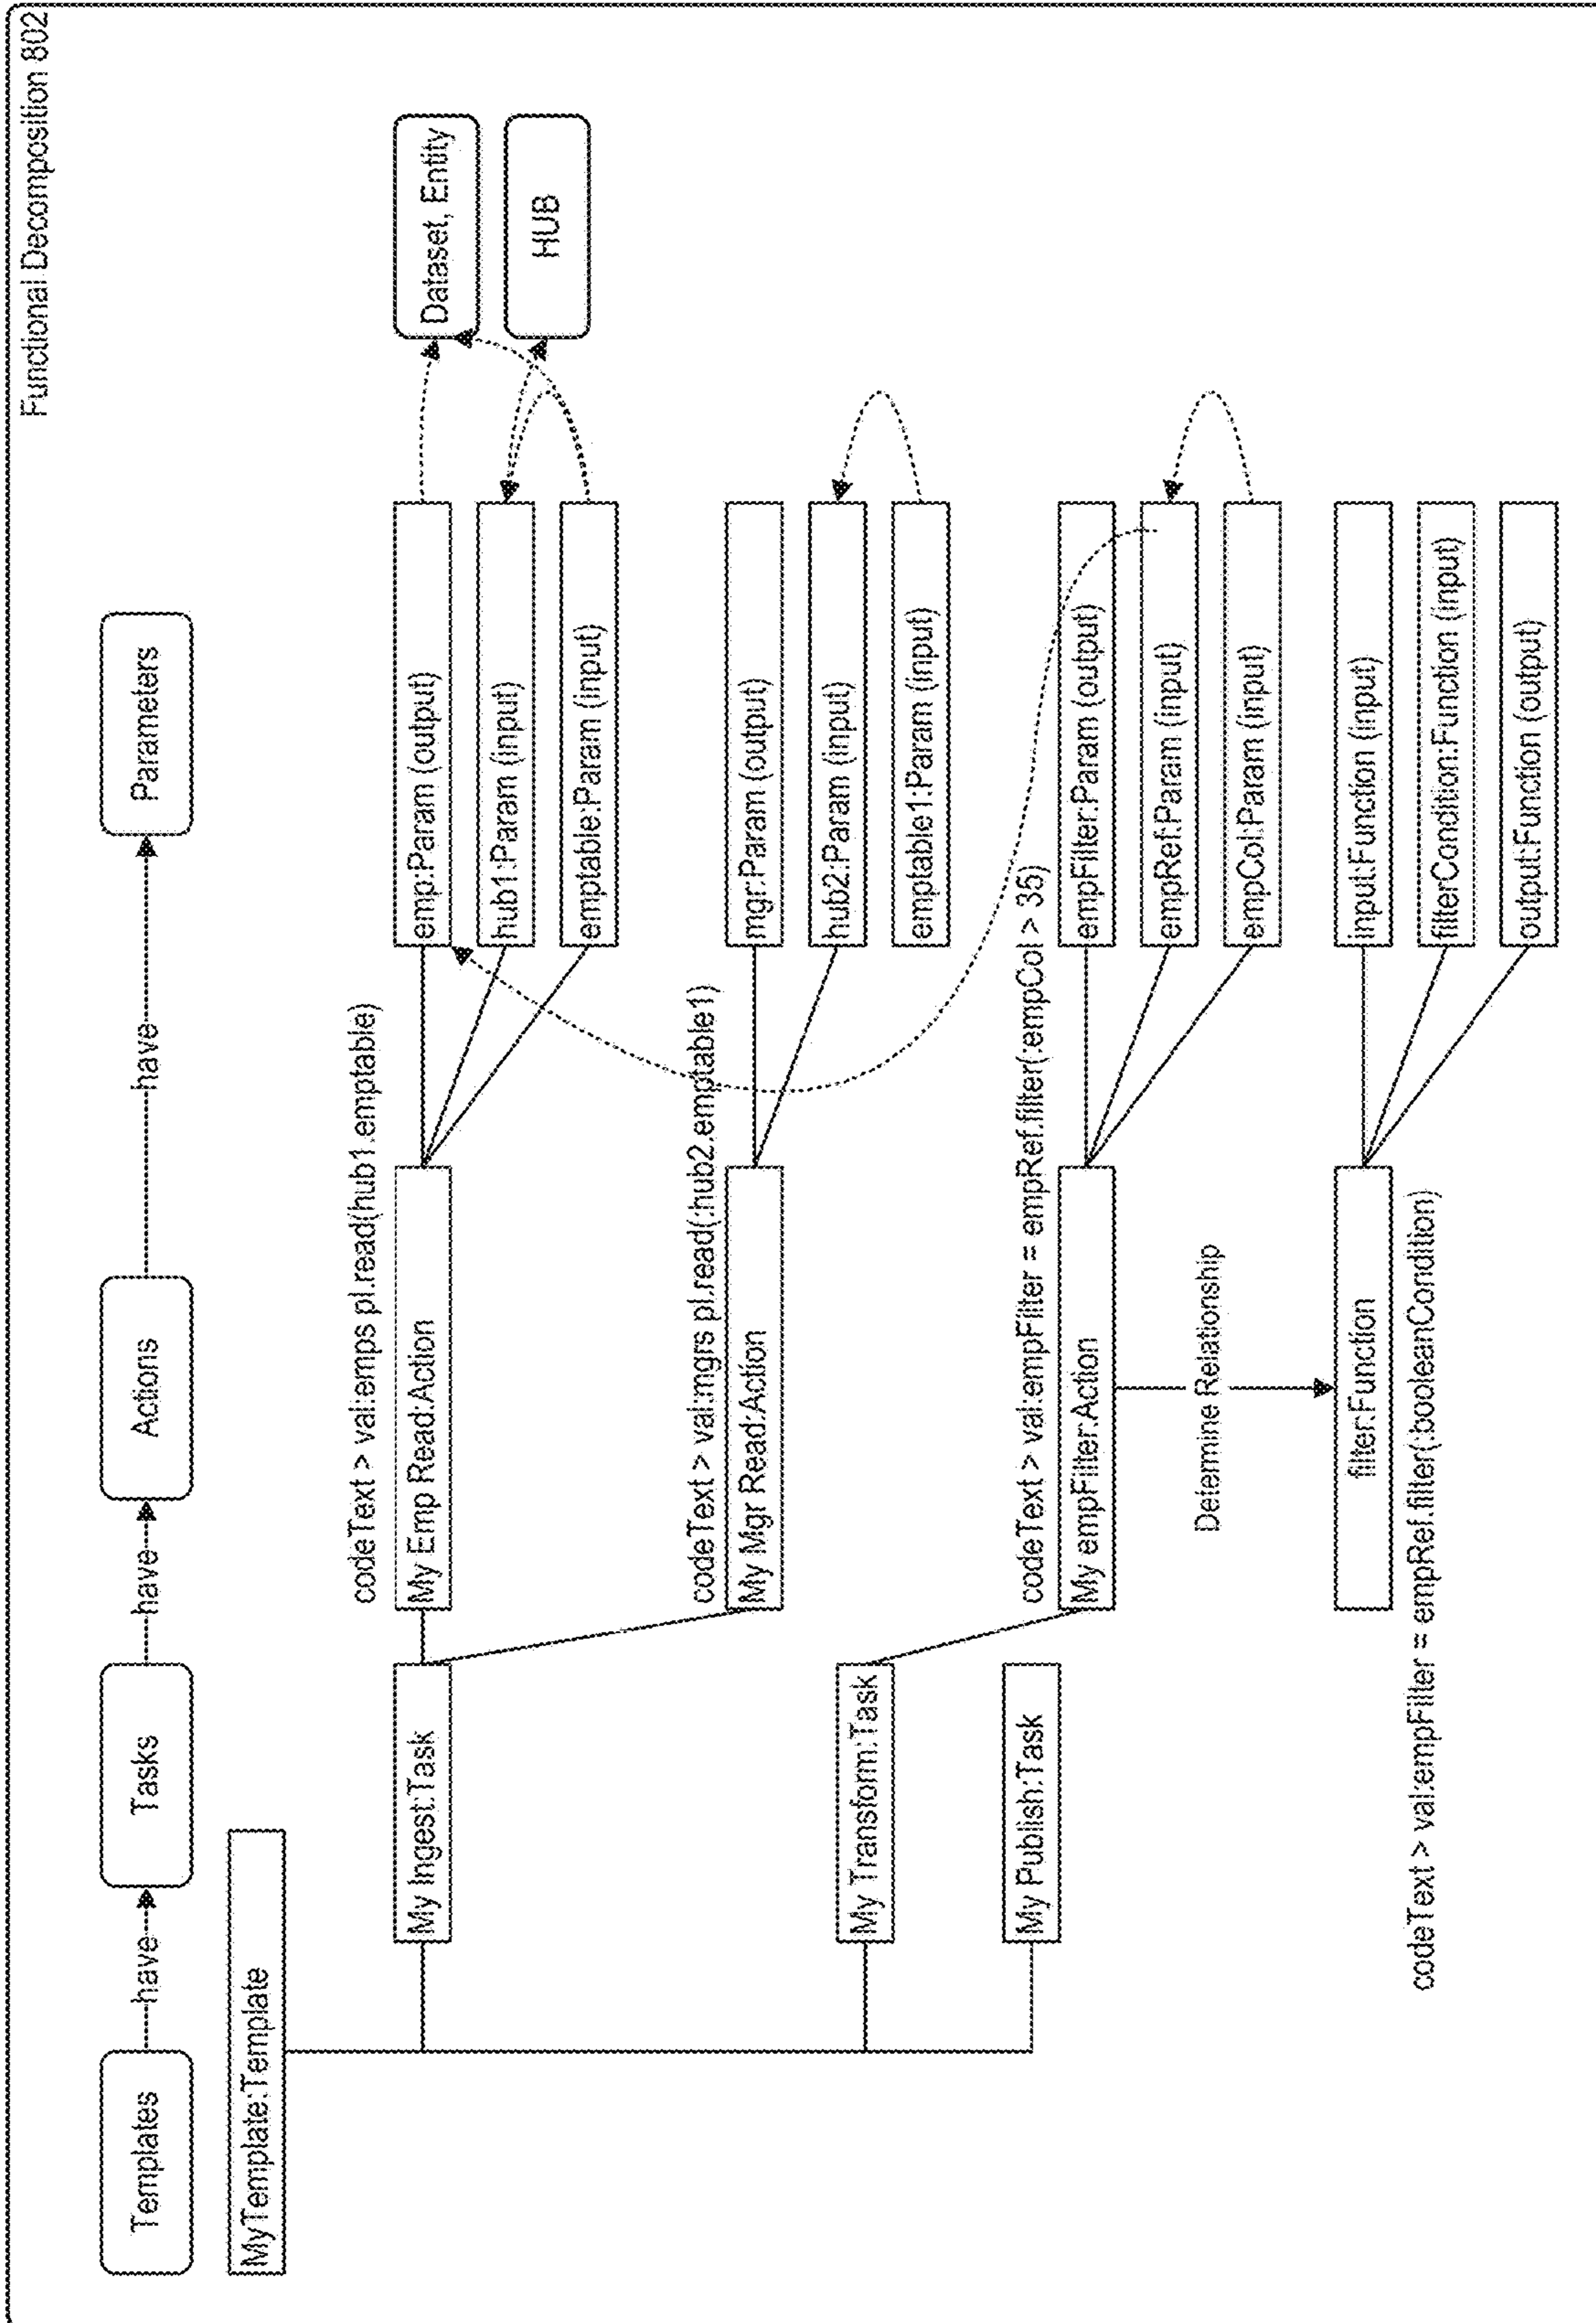 Functional Decomposition 802
Templates
have
Tasks
have
Actions
have
Parameters
MyTemplate:Template
codeText > val:emps pl.read(hub1.emptable)
My Ingest:Task
My Emp Read:Action
emp:Param (output)
Dataset, Entity
hub1:Param (input)
HUB
emptable:Param (input)
codeText > val:mgrs pl.read(:hub2.emptable1)
My Mgr Read:Action
mgr:Param (output)
hub2:Param (input)
emptable1:Param (input)
My Transform:Task
codeText > val:empFilter = empRef.filter(:empCol > 35)
My Publish:Task
My empFilter:Action
empFilter:Param (output)
empRef:Param (input)
empCol:Param (input)
Determine Relationship
filter:Function
input:Function (input)
filterCondition:Function (input)
output:Function (output)
codeText > val:empFilter = empRef.filter(:booleanCondition)